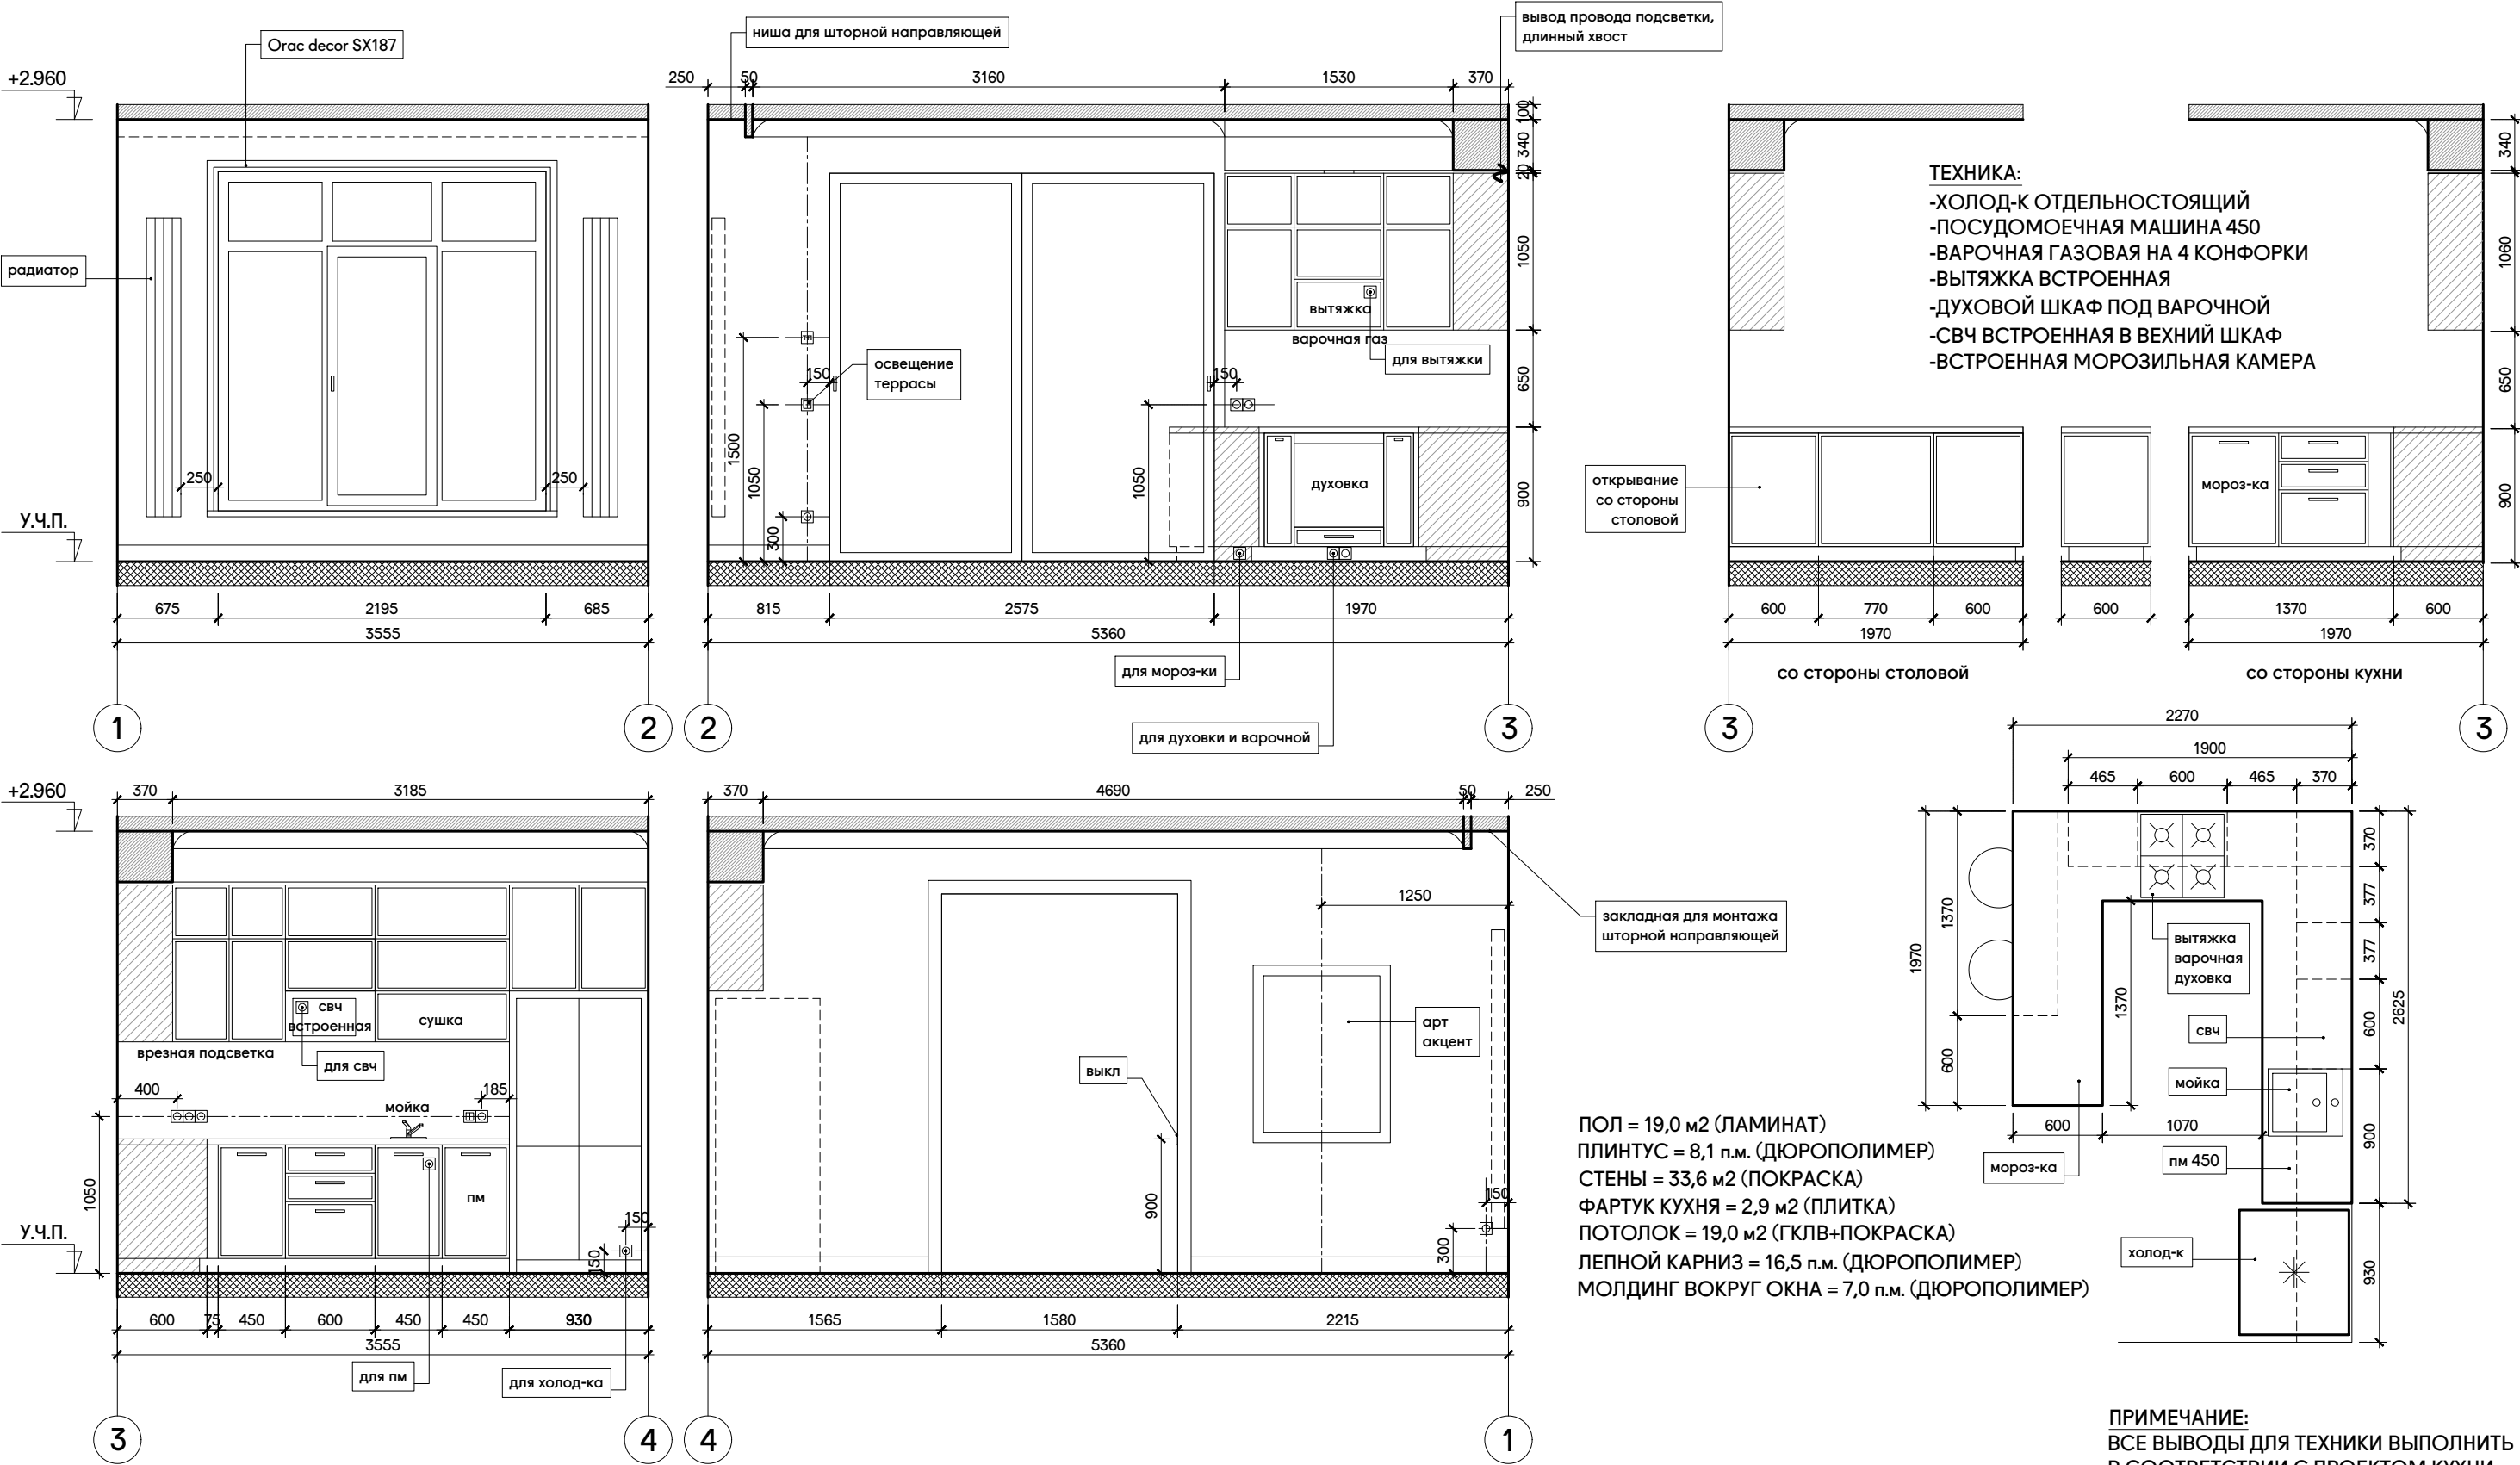 Orac decor SX187
+2.960
радиатор
У.Ч.П.
250
250
675
2195
685
3555
1
2
ниша для шторной направляющей
вывод провода подсветки,
длинный хвост
250
50
3160
1530
370
100
340
20
1050
650
900
вытяжка
варочная газ
для вытяжки
освещение
террасы
150
150
1500
1050
300
1050
духовка
815
2575
1970
5360
для мороз-ки
для духовки и варочной
2
3
ТЕХНИКА:
-ХОЛОД-К ОТДЕЛЬНОСТОЯЩИЙ
-ПОСУДОМОЕЧНАЯ МАШИНА 450
-ВАРОЧНАЯ ГАЗОВАЯ НА 4 КОНФОРКИ
-ВЫТЯЖКА ВСТРОЕННАЯ
-ДУХОВОЙ ШКАФ ПОД ВАРОЧНОЙ
-СВЧ ВСТРОЕННАЯ В ВЕХНИЙ ШКАФ
-ВСТРОЕННАЯ МОРОЗИЛЬНАЯ КАМЕРА
340
1060
650
900
открывание
со стороны
столовой
мороз-ка
600
770
600
600
1370
600
1970
1970
со стороны столовой
со стороны кухни
3
3
+2.960
370
3185
свч
встроенная
сушка
врезная подсветка
для свч
400
185
мойка
1050
пм
150
150
У.Ч.П.
600
75
450
600
450
450
930
3555
для пм
для холод-ка
3
4
370
4690
50
250
1250
закладная для монтажа
шторной направляющей
арт
акцент
выкл
900
150
300
1565
1580
2215
5360
4
1
ПОЛ = 19,0 м2 (ЛАМИНАТ)
ПЛИНТУС = 8,1 п.м. (ДЮРОПОЛИМЕР)
СТЕНЫ = 33,6 м2 (ПОКРАСКА)
ФАРТУК КУХНЯ = 2,9 м2 (ПЛИТКА)
ПОТОЛОК = 19,0 м2 (ГКЛВ+ПОКРАСКА)
ЛЕПНОЙ КАРНИЗ = 16,5 п.м. (ДЮРОПОЛИМЕР)
МОЛДИНГ ВОКРУГ ОКНА = 7,0 п.м. (ДЮРОПОЛИМЕР)
2270
1900
465
600
465
370
1970
1370
600
1370
370
377
377
600
900
930
2625
вытяжка
варочная
духовка
свч
мойка
600
1070
мороз-ка
пм 450
холод-к
ПРИМЕЧАНИЕ:
ВСЕ ВЫВОДЫ ДЛЯ ТЕХНИКИ ВЫПОЛНИТЬ
В СООТВЕТСТВИИ С ПРОЕКТОМ КУХНИ